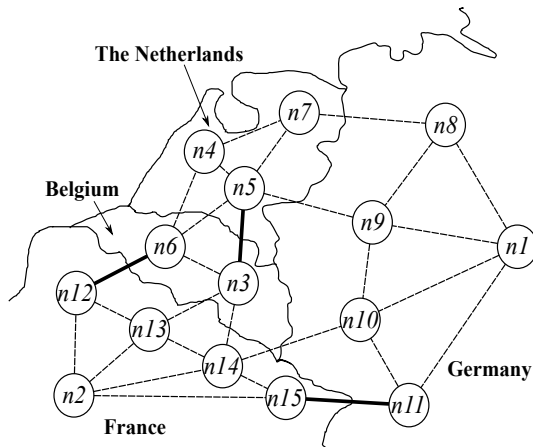 The Netherlands
n7
n8
n4
Belgium
n5
n9
n6
n1
n3
n12
n10
n13
n14
Germany
n2
n15
n11
France